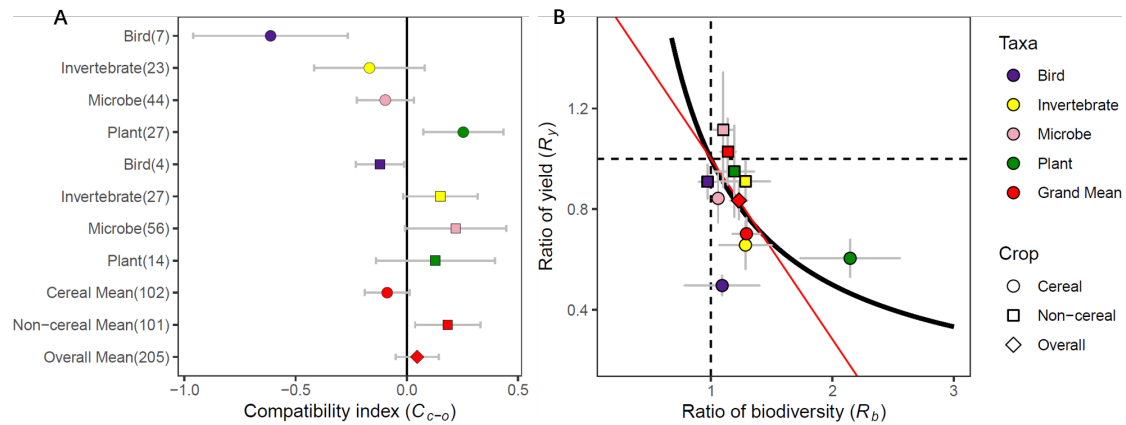 A
Bird(7)
Invertebrate(23)
Microbe(44)
Plant(27)
Bird(4)
Invertebrate(27)
Microbe(56)
Plant(14)
Cereal Mean(102)
Non-cereal Mean(101)
Overall Mean(205)
−1.0 −0.5 0.0 0.5
Compatibility index (Cc−o)
B
Ratio of yield (Ry)
1.2
0.8
0.4
1 2 3
Ratio of biodiversity (Rb)
Taxa
Bird
Invertebrate
Microbe
Plant
Grand Mean
Crop
Cereal
Non−cereal
Overall